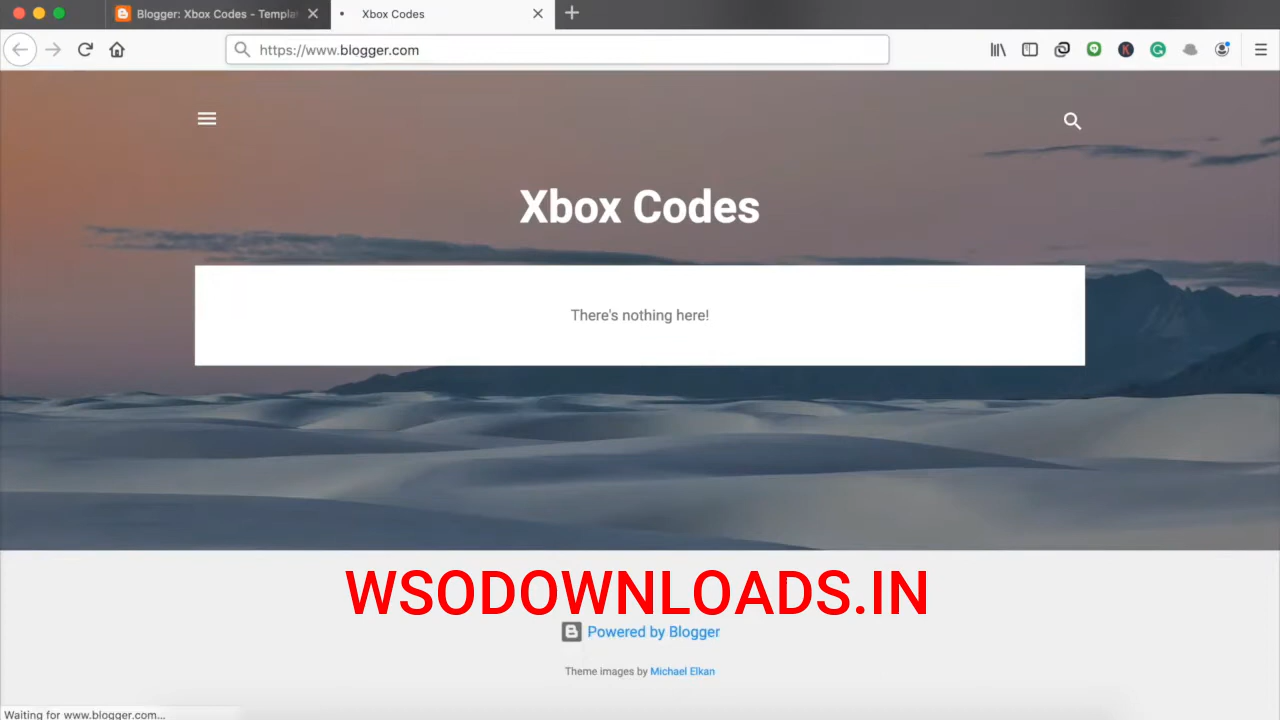 Blogger: Xbox Codes - Templat
Xbox Codes
https://www.blogger.com
Xbox Codes
There's nothing here!
WSODOWNLOADS.IN
Powered by Blogger
Theme images by Michael Elkan
Waiting for www.blogger.com...